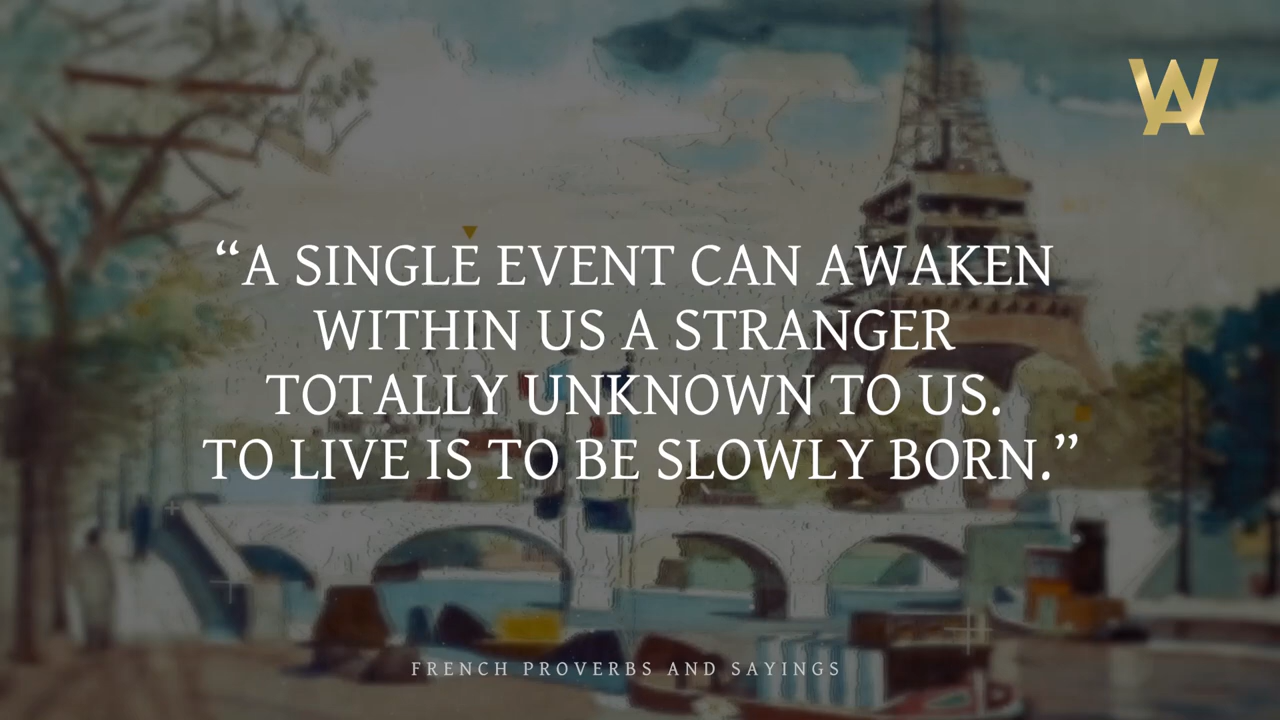 WA
“A SINGLE EVENT CAN AWAKEN
WITHIN US A STRANGER
TOTALLY UNKNOWN TO US.
TO LIVE IS TO BE SLOWLY BORN.”
FRENCH PROVERBS AND SAYINGS